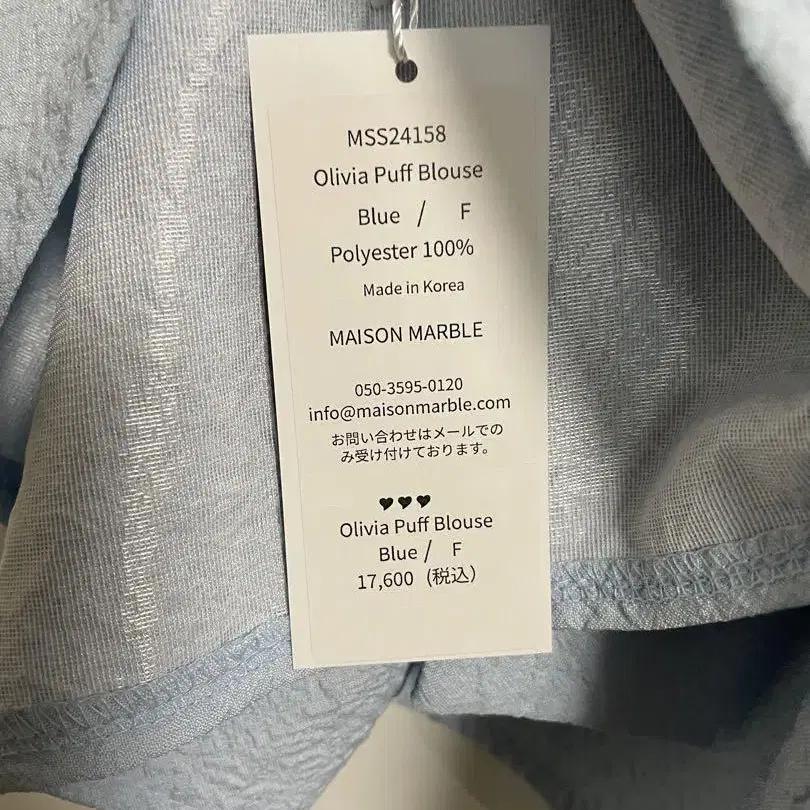 MSS24158
Olivia Puff Blouse
Blue / F
Polyester 100%
Made in Korea
MAISON MARBLE
050-3595-0120
info@maisonmarble.com
お問い合わせはメールでの
み受け付けております。
♥♥♥
Olivia Puff Blouse
Blue / F
17,600（税込）